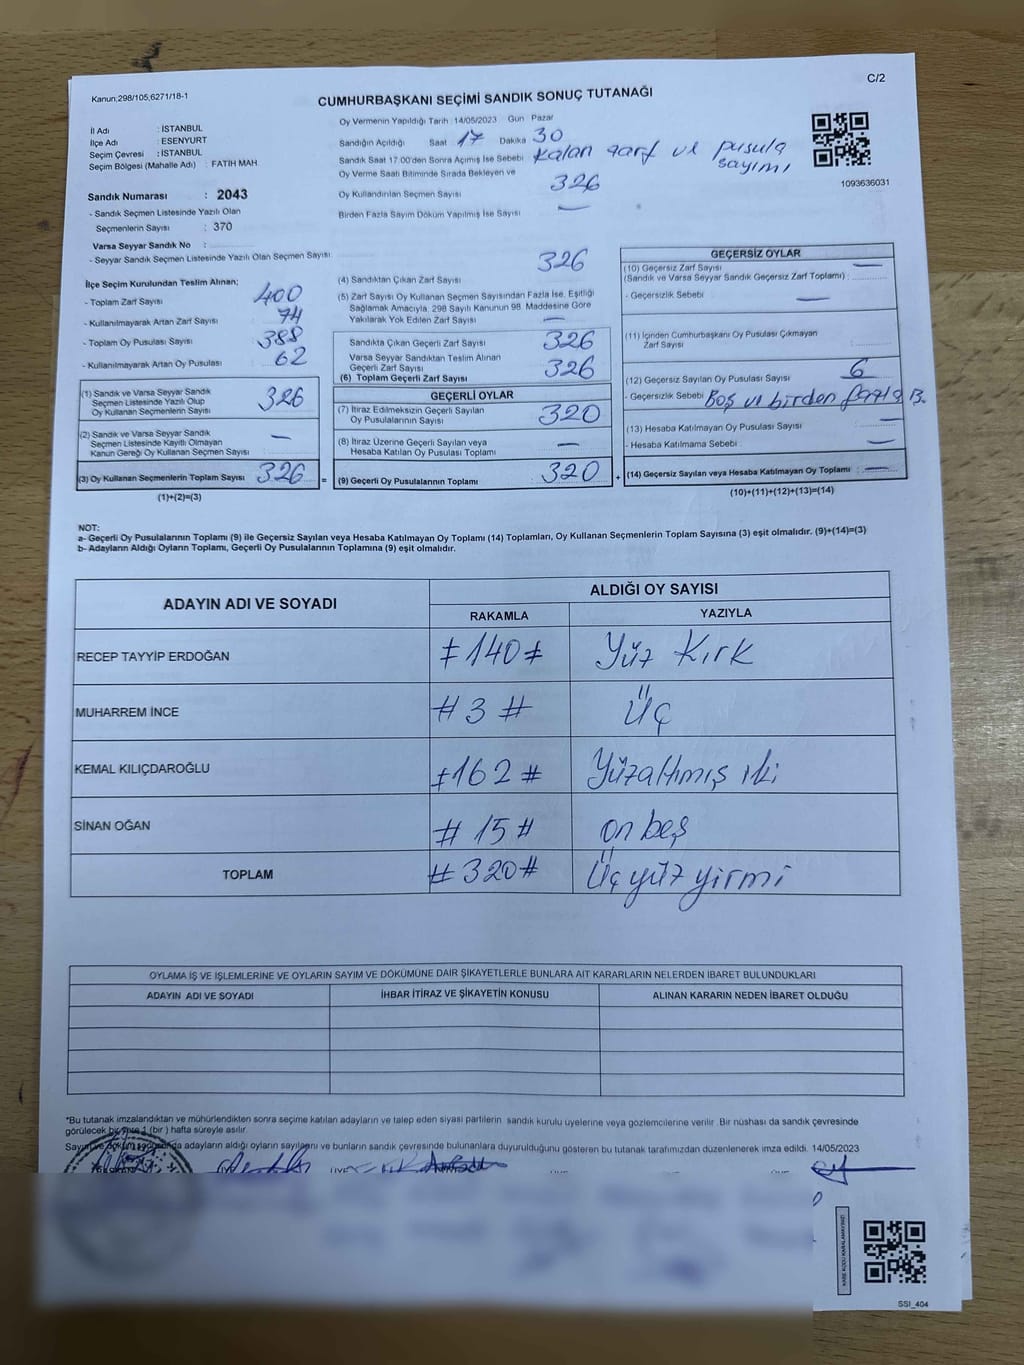 Kanun,298/105,6271/18-1
C/2
CUMHURBAŞKANI SEÇİMİ SANDIK SONUÇ TUTANAĞI
İl Adı : İSTANBUL
İlçe Adı : ESENYURT
Seçim Çevresi : İSTANBUL
Seçim Bölgesi (Mahalle Adı) : FATİH MAH.
Sandık Numarası : 2043
- Sandık Seçmen Listesinde Yazılı Olan
Seçmenlerin Sayısı : 370
Varsa Seyyar Sandık No :
- Seyyar Sandık Seçmen Listesinde Yazılı Olan Seçmen Sayısı:
Oy Vermenin Yapıldığı Tarih : 14/05/2023 Gün Pazar
Sandığın Açıldığı Saat 17 Dakika 30
Sandık Saat 17.00'den Sonra Açılmış İse Sebebi Kalan zarf ve pusula sayımı
Oy Verme Saati Bitiminde Sırada Bekleyen ve
Oy Kullandırılan Seçmen Sayısı 326
Birden Fazla Sayım Döküm Yapılmış İse Sayısı —
1093636031
İlçe Seçim Kurulundan Teslim Alınan;
- Toplam Zarf Sayısı 400
- Kullanılmayarak Artan Zarf Sayısı 74
- Toplam Oy Pusulası Sayısı 388
- Kullanılmayarak Artan Oy Pusulası 62
(1) Sandık ve Varsa Seyyar Sandık
Seçmen Listesinde Yazılı Olup
Oy Kullanan Seçmenlerin Sayısı 326
(2) Sandık ve Varsa Seyyar Sandık
Seçmen Listesinde Kayıtlı Olmayan
Kanun Gereği Oy Kullanan Seçmen Sayısı —
(3) Oy Kullanan Seçmenlerin Toplam Sayısı 326 =
(1)+(2)=(3)
(4) Sandıktan Çıkan Zarf Sayısı 326
(5) Zarf Sayısı Oy Kullanan Seçmen Sayısından Fazla İse, Eşitliği
Sağlamak Amacıyla, 298 Sayılı Kanunun 98. Maddesine Göre
Yakılarak Yok Edilen Zarf Sayısı —
Sandıkta Çıkan Geçerli Zarf Sayısı 326
Varsa Seyyar Sandıktan Teslim Alınan
Geçerli Zarf Sayısı
(6) Toplam Geçerli Zarf Sayısı 326
GEÇERLİ OYLAR
(7) İtiraz Edilmeksizin Geçerli Sayılan
Oy Pusulası Sayısı 320
(8) İtiraz Üzerine Geçerli Sayılan veya
Hesaba Katılan Oy Pusulası Toplamı —
(9) Geçerli Oy Pusulalarının Toplamı : 320 +
GEÇERSİZ OYLAR
(10) Geçersiz Zarf Sayısı —
(Sandık ve Varsa Seyyar Sandık Geçersiz Zarf Toplamı) :
- Geçersizlik Sebebi —
(11) İçinden Cumhurbaşkanı Oy Pusulası Çıkmayan
Zarf Sayısı
(12) Geçersiz Sayılan Oy Pusulası Sayısı 6
- Geçersizlik Sebebi Boş ve birden fazla B.
(13) Hesaba Katılmayan Oy Pusulası Sayısı —
- Hesaba Katılmama Sebebi —
(14) Geçersiz Sayılan veya Hesaba Katılmayan Oy Toplamı : —
(10)+(11)+(12)+(13)=(14)
NOT:
a- Geçerli Oy Pusulalarının Toplamı (9) ile Geçersiz Sayılan veya Hesaba Katılmayan Oy Toplamı (14) Toplamları, Oy Kullanan Seçmenlerin Toplam Sayısına (3) eşit olmalıdır. (9)+(14)=(3)
b- Adayların Aldığı Oyların Toplamı, Geçerli Oy Pusulalarının Toplamına (9) eşit olmalıdır.
ADAYIN ADI VE SOYADI
ALDIĞI OY SAYISI
RAKAMLA YAZIYLA
RECEP TAYYİP ERDOĞAN #140# Yüz Kırk
MUHARREM İNCE #3# Üç
KEMAL KILIÇDAROĞLU #162# Yüzaltmış iki
SİNAN OĞAN #15# on beş
TOPLAM #320# Üç yüz yirmi
OYLAMA İŞ VE İŞLEMLERİNE VE OYLARIN SAYIM VE DÖKÜMÜNE DAİR ŞİKAYETLERLE BUNLARA AİT KARARLARIN NELERDEN İBARET BULUNDUKLARI
ADAYIN ADI VE SOYADI İHBAR İTİRAZ VE ŞİKAYETİN KONUSU ALINAN KARARIN NEDEN İBARET OLDUĞU
*Bu tutanak imzalandıktan ve mühürlendikten sonra seçime katılan adayların ve talep eden siyasi partilerin sandık kurulu üyelerine veya gözlemcilerine verilir. Bir nüshası da sandık çevresinde
görülecek bir yere 1 (bir) hafta süreyle asılır.
adayların aldığı oyların sayılarını ve bunların sandık çevresinde bulunanlara duyurulduğunu gösteren bu tutanak tarafımızdan düzenlenerek imza edildi. 14/05/2023
SSİ_404